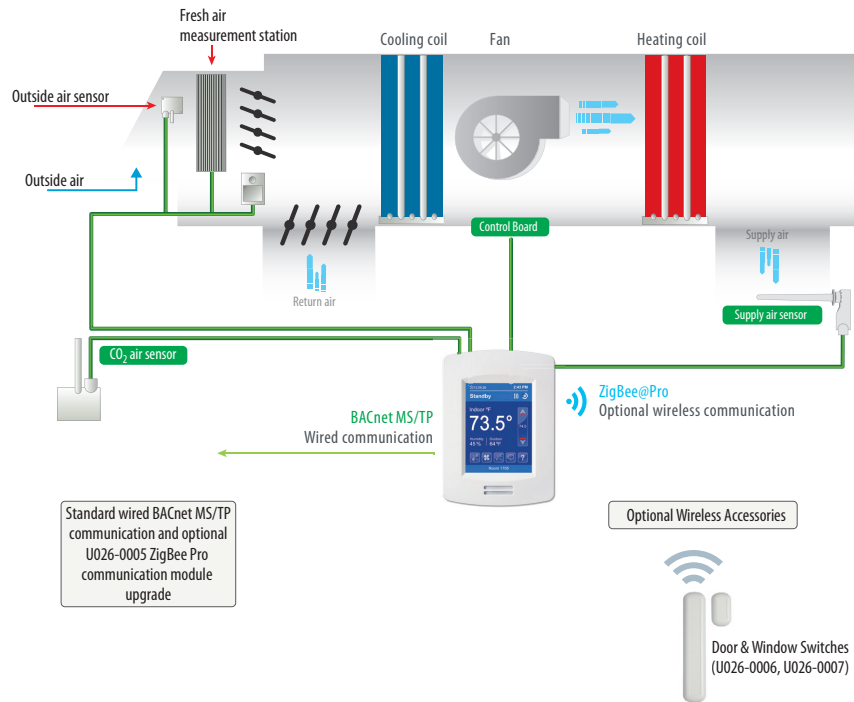 Fresh air
measurement station
Cooling coil
Fan
Heating coil
Outside air sensor
Outside air
Control Board
Supply air
Return air
Supply air sensor
CO₂ air sensor
Standby
Indoor °F
73.5°
Humidity
Outdoor
45 %
64 °F
BACnet MS/TP
Wired communication
ZigBee@Pro
Optional wireless communication
Standard wired BACnet MS/TP
communication and optional
U026-0005 ZigBee Pro
communication module
upgrade
Optional Wireless Accessories
Door & Window Switches
(U026-0006, U026-0007)